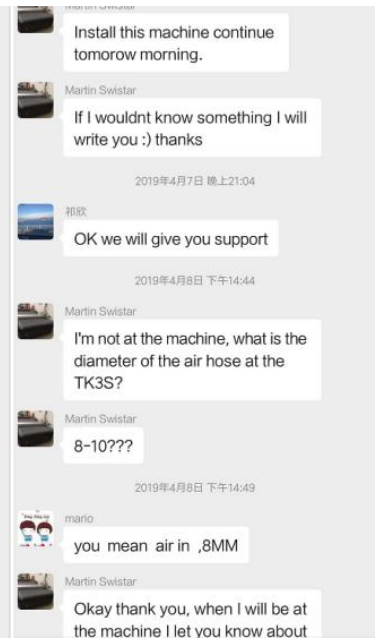 Martin Swistar
Install this machine continue
tomorow morning.
Martin Swistar
If I wouldnt know something I will
write you :) thanks
2019年4月7日 晚上21:04
祁欣
OK we will give you support
2019年4月8日 下午14:44
Martin Swistar
I'm not at the machine, what is the
diameter of the air hose at the
TK3S?
Martin Swistar
8-10???
2019年4月8日 下午14:49
mario
you mean air in ,8MM
Martin Swistar
Okay thank you, when I will be at
the machine I let you know about